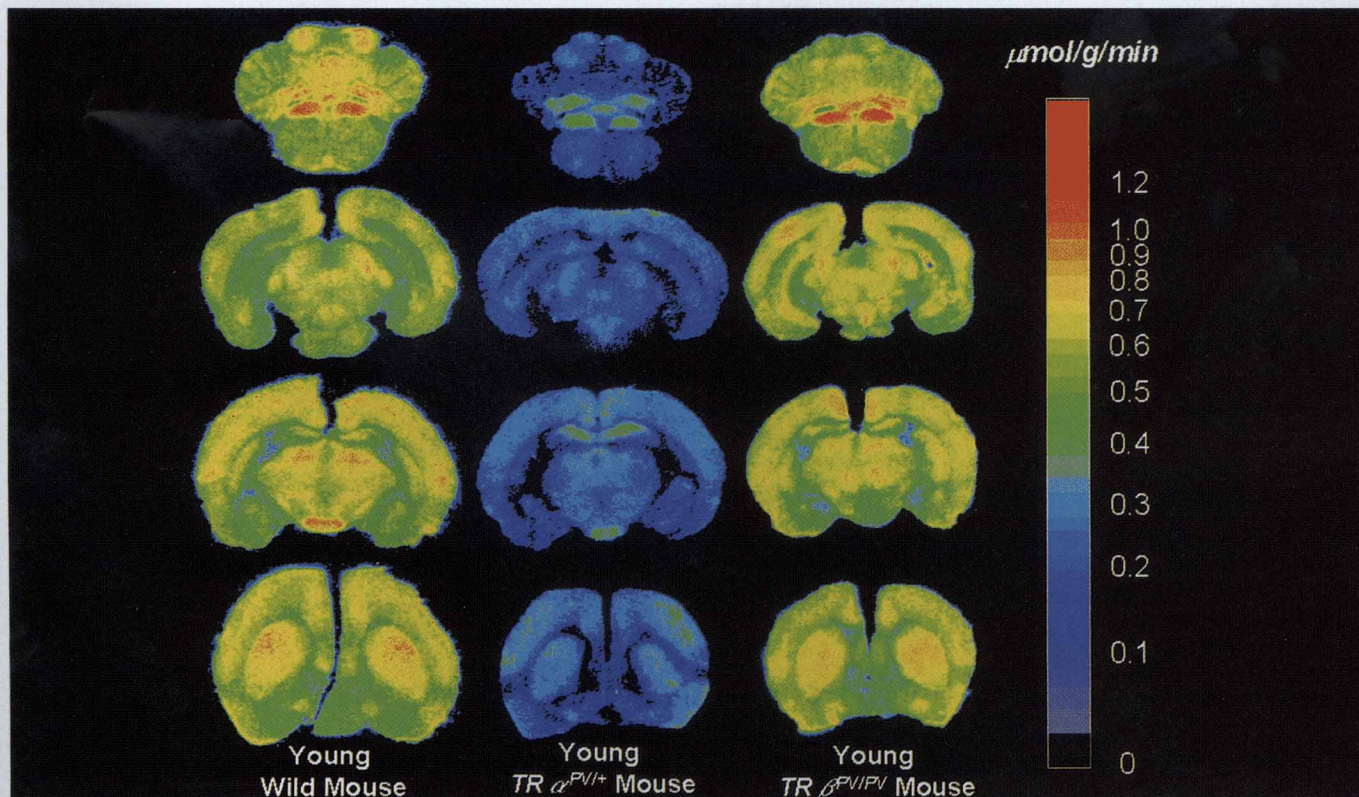 μmol/g/min
1.2
1.0
0.9
0.8
0.7
0.6
0.5
0.4
0.3
0.2
0.1
0
Young
Wild Mouse
Young
TR α^PV/+ Mouse
Young
TR β^PV/PV Mouse